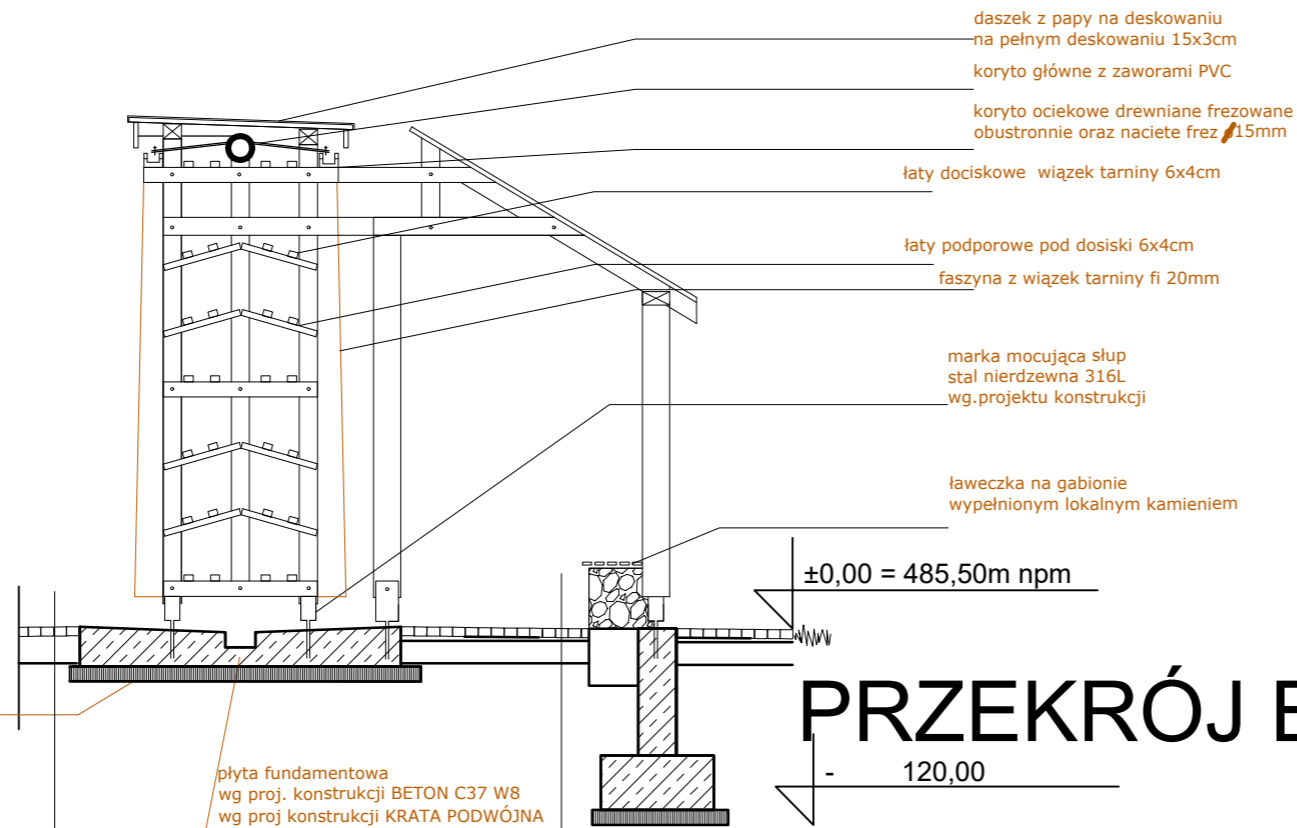 daszek z papy na deskowaniu
na pełnym deskowaniu 15x3cm
koryto główne z zaworami PVC
koryto ociekowe drewniane frezowane
obustronnie oraz naciete frez 15mm
łaty dociskowe wiązek tarniny 6x4cm
łaty podporowe pod dosiski 6x4cm
faszyna z wiązek tarniny fi 20mm
marka mocująca słup
stal nierdzewna 316L
wg.projektu konstrukcji
ławeczka na gabionie
wypełnionym lokalnym kamieniem
±0,00 = 485,50m npm
PRZEKRÓJ
- 120,00
płyta fundamentowa
wg proj. konstrukcji BETON C37 W8
wg proj konstrukcji KRATA PODWÓJNA